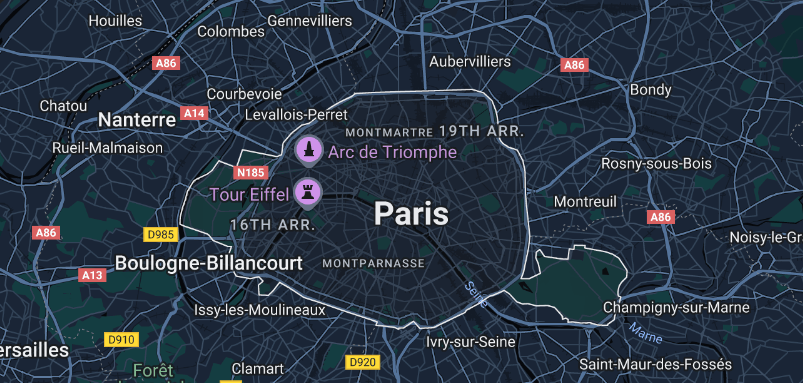 Houilles
Gennevilliers
Colombes
A86
Aubervilliers
A86
Bondy
Courbevoie
Chatou
A14
Nanterre
Levallois-Perret
MONTMARTRE
19TH ARR.
Rueil-Malmaison
Arc de Triomphe
Rosny-sous-Bois
N185
Tour Eiffel
Paris
Montreuil
A86
16TH ARR.
A86
D985
Noisy-le-Gr
Boulogne-Billancourt
MONTPARNASSE
A13
Seine
Issy-les-Moulineaux
Champigny-sur-Marne
Marne
D910
Ivry-sur-Seine
ersailles
D920
Saint-Maur-des-Fossés
Forêt
Clamart